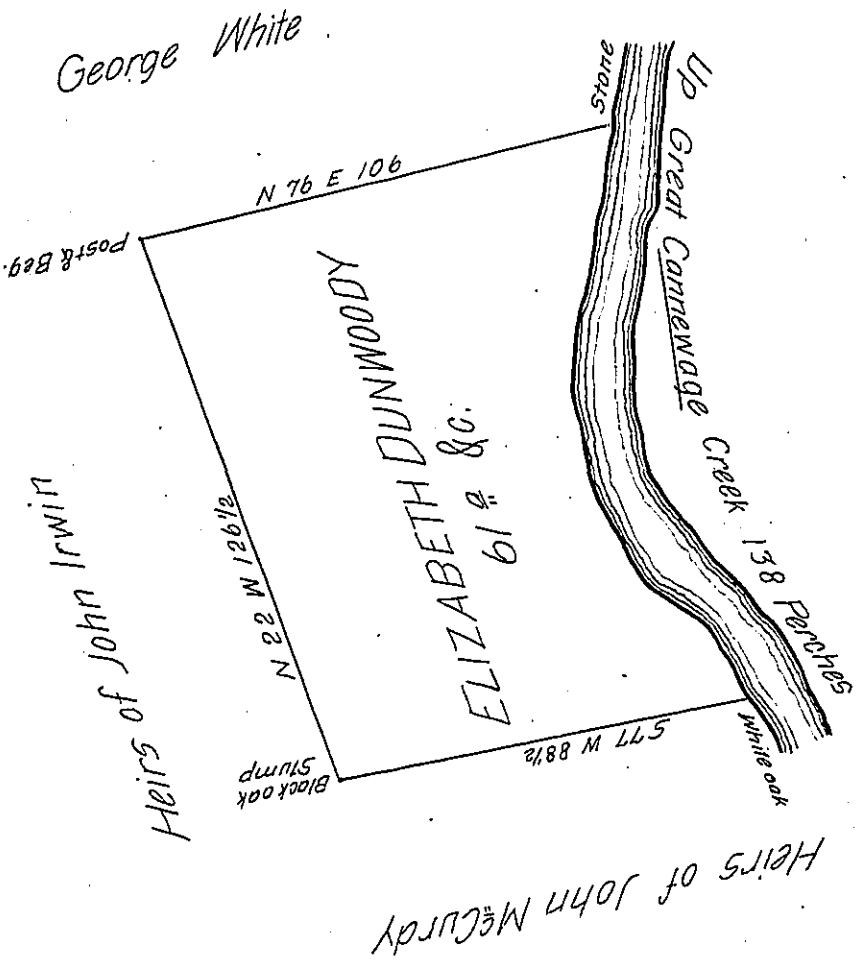 George White
Stone
Up Great Cannewage Creek 138 Perches
N 76 E 106
Post & Beg.
ELIZABETH DUNWOODY
61 a &c.
N 22 W 126½
Heirs of John Irwin
Black oak
Stump
S 77 W 88½
White oak
Heirs of John McCurdy